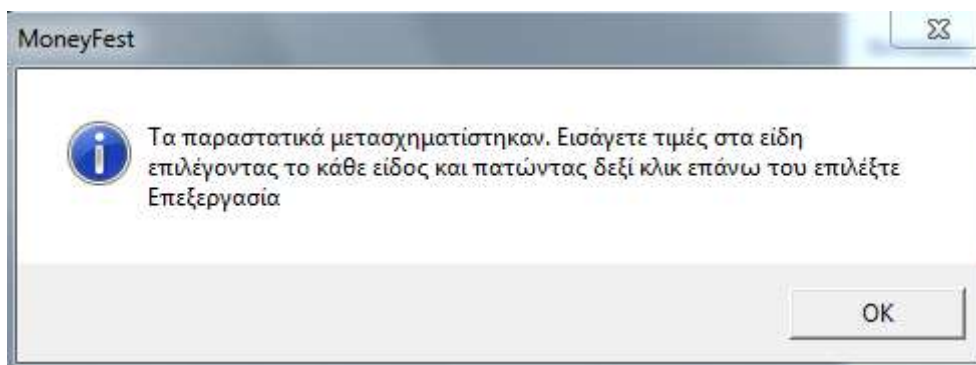 MoneyFest
Τα παραστατικά μετασχηματίστηκαν. Εισάγετε τιμές στα είδη
επιλέγοντας το κάθε είδος και πατώντας δεξί κλικ επάνω του επιλέξτε
Επεξεργασία
OK